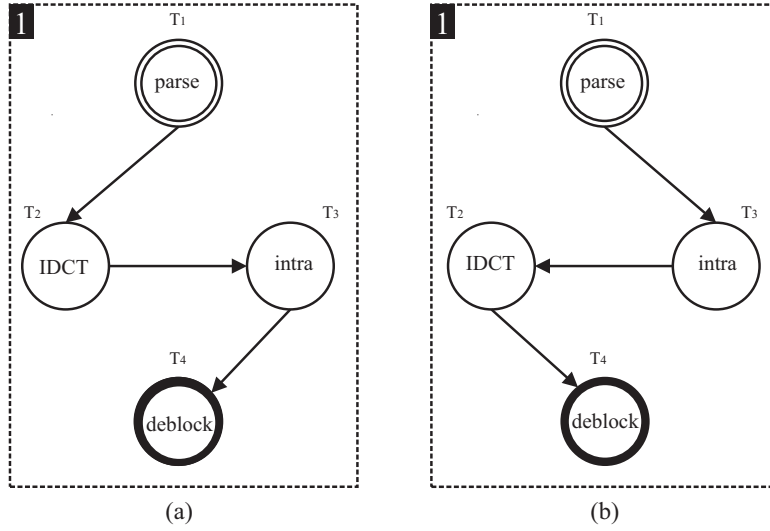 1
T1
parse
T2
T3
IDCT
intra
T4
deblock
(a)
1
T1
parse
T2
T3
IDCT
intra
T4
deblock
(b)